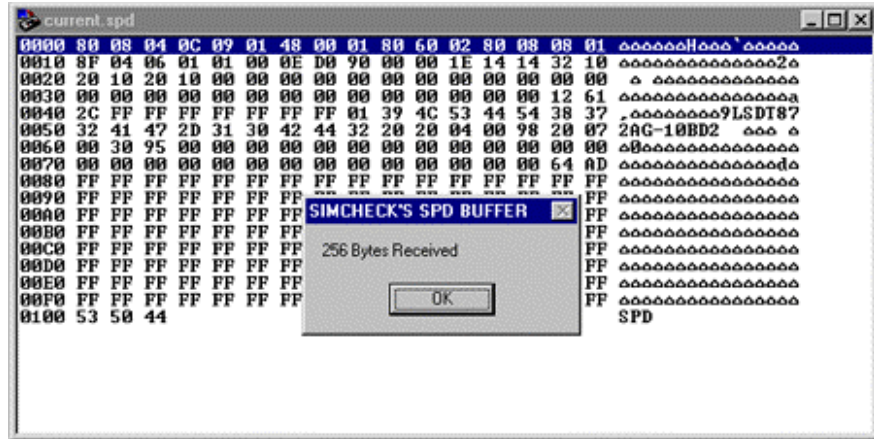 current.spd
0000 80 08 04 0C 09 01 48 00 01 80 60 02 80 08 08 01 △△△△△△H△△△`△△△△△
0010 8F 04 06 01 01 00 0E D0 90 00 00 1E 14 14 32 10 △△△△△△△△△△△△△△2△
0020 20 10 20 10 00 00 00 00 00 00 00 00 00 00 00 00  △ △△△△△△△△△△△△△
0030 00 00 00 00 00 00 00 00 00 00 00 00 00 00 12 61 △△△△△△△△△△△△△△△a
0040 2C FF FF FF FF FF FF FF 01 39 4C 53 44 54 38 37 ,△△△△△△△△9LSDT87
0050 32 41 47 2D 31 30 42 44 32 20 20 04 00 98 20 07 2AG-10BD2  △△△ △
0060 00 30 95 00 00 00 00 00 00 00 00 00 00 00 00 00 △0△△△△△△△△△△△△△△
0070 00 00 00 00 00 00 00 00 00 00 00 00 00 00 64 AD △△△△△△△△△△△△△△d△
0080 FF FF FF FF FF FF FF FF FF FF FF FF FF FF FF FF △△△△△△△△△△△△△△△△
0090 FF FF FF FF FF FF FF △△△△△△△△△△△△△△△△
00A0 FF FF FF FF FF FF FF △△△△△△△△△△△△△△△△
00B0 FF FF FF FF FF FF FF △△△△△△△△△△△△△△△△
00C0 FF FF FF FF FF FF FF △△△△△△△△△△△△△△△△
00D0 FF FF FF FF FF FF FF △△△△△△△△△△△△△△△△
00E0 FF FF FF FF FF FF FF △△△△△△△△△△△△△△△△
00F0 FF FF FF FF FF FF FF △△△△△△△△△△△△△△△△
0100 53 50 44 SPD
SIMCHECK'S SPD BUFFER
256 Bytes Received
OK